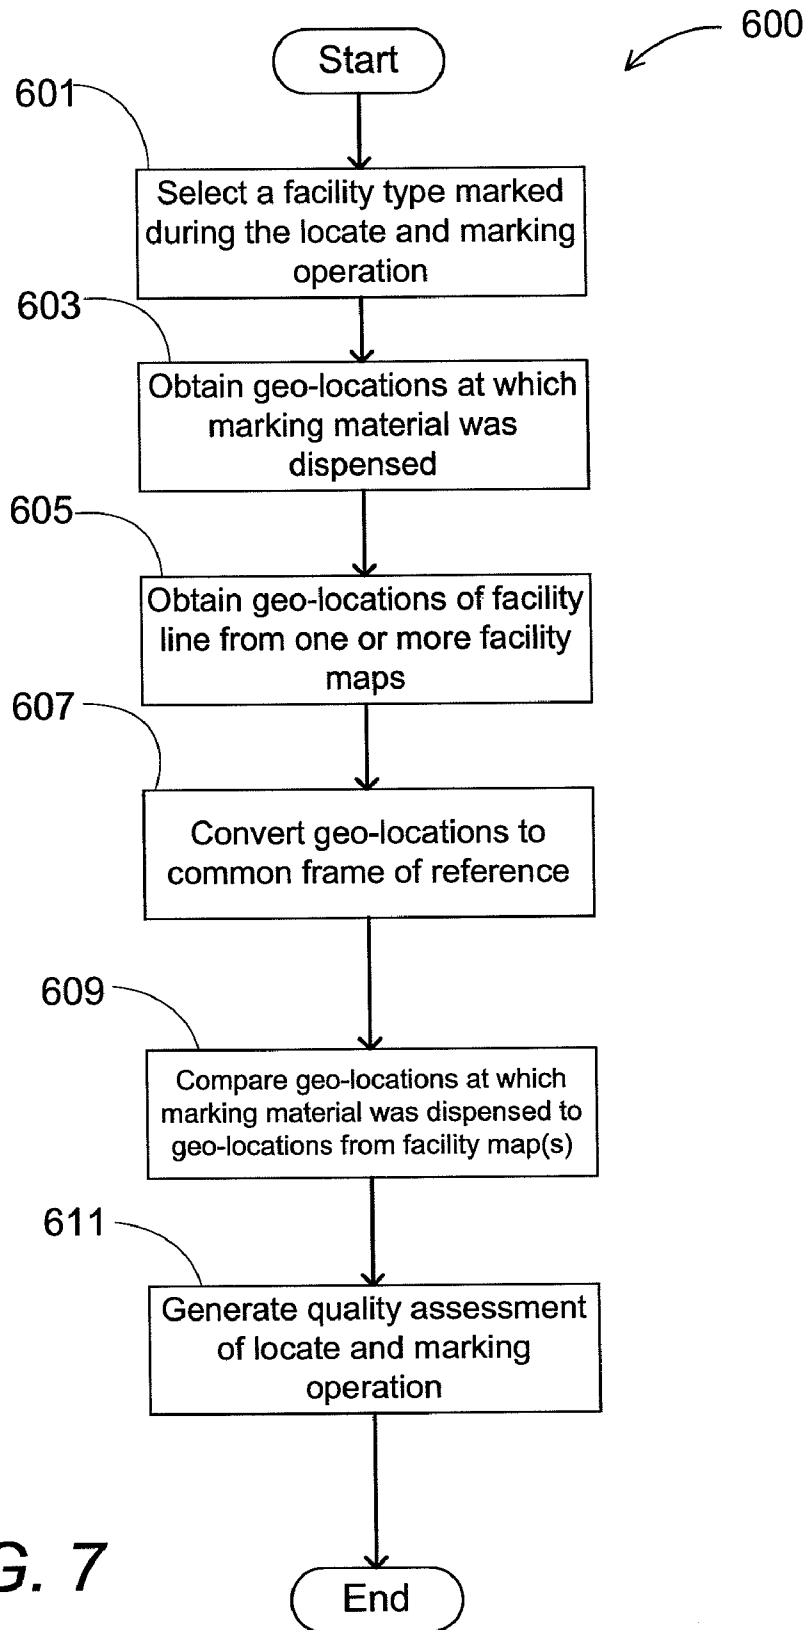 600
Start
601
Select a facility type marked
during the locate and marking
operation
603
Obtain geo-locations at which
marking material was
dispensed
605
Obtain geo-locations of facility
line from one or more facility
maps
607
Convert geo-locations to
common frame of reference
609
Compare geo-locations at which
marking material was dispensed to
geo-locations from facility map(s)
611
Generate quality assessment
of locate and marking
operation
G. 7
End